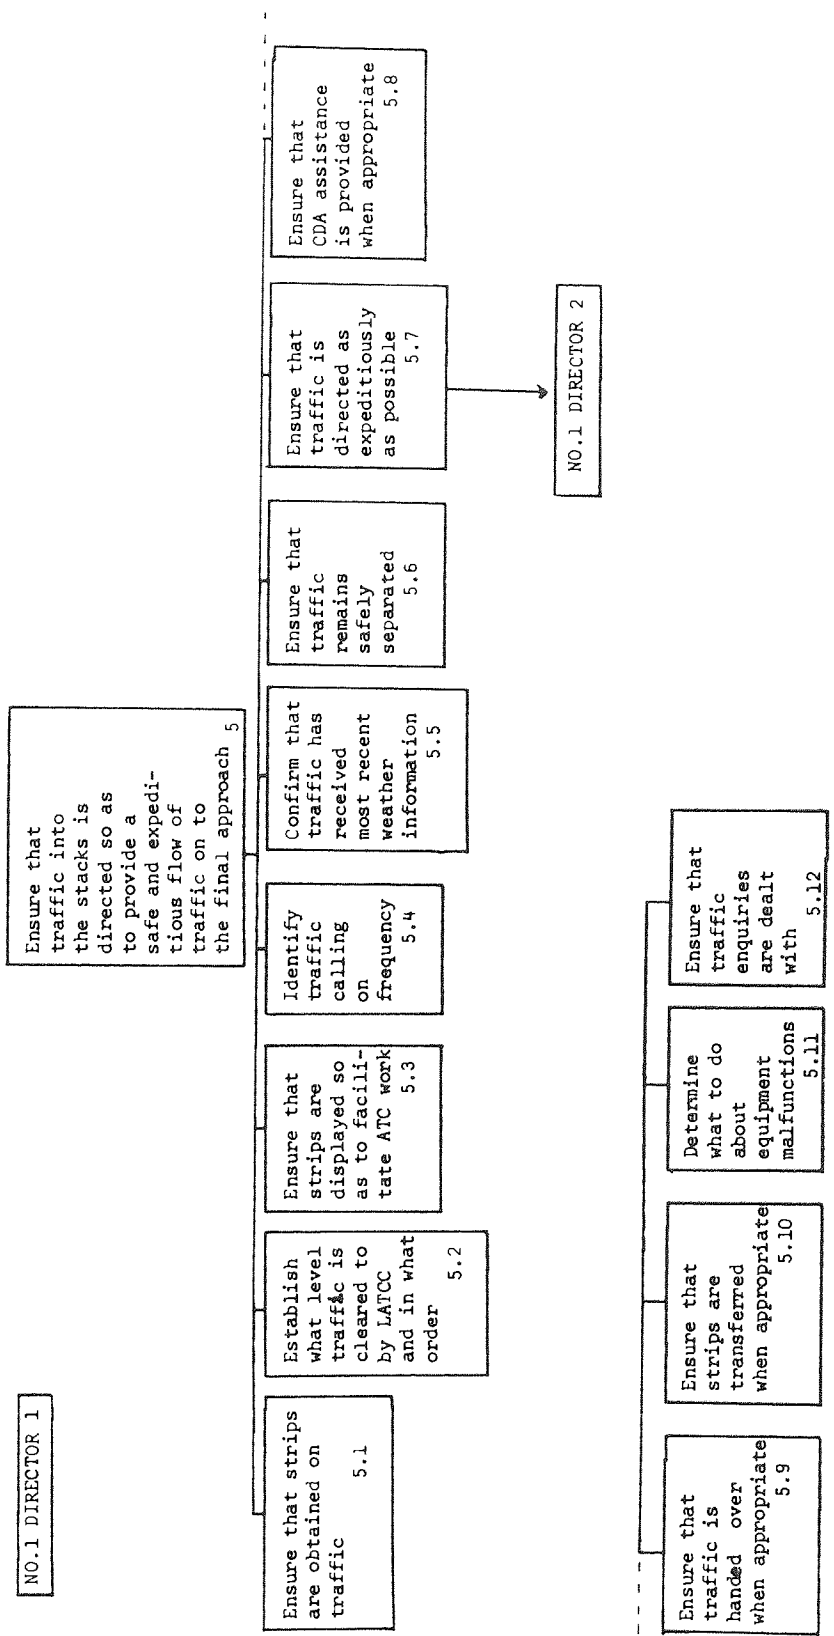 NO.1 DIRECTOR 1
Ensure that
traffic into
the stacks is
directed so as
to provide a
safe and expedi-
tious flow of
traffic on to
the final approach 5
Ensure that strips
are obtained on
traffic
5.1
Establish
what level
traffic is
cleared to
by LATCC
and in what
order
5.2
Ensure that
strips are
displayed so
as to facili-
tate ATC work
5.3
Identify
traffic
calling
on
frequency
5.4
Confirm that
traffic has
received
most recent
weather
information
5.5
Ensure that
traffic
remains
safely
separated
5.6
Ensure that
traffic is
directed as
expeditiously
as possible
5.7
Ensure that
CDA assistance
is provided
when appropriate
5.8
NO.1 DIRECTOR 2
Ensure that
traffic is
handed over
when appropriate
5.9
Ensure that
strips are
transferred
when appropriate
5.10
Determine
what to do
about
equipment
malfunctions
5.11
Ensure that
traffic
enquiries
are dealt
with
5.12